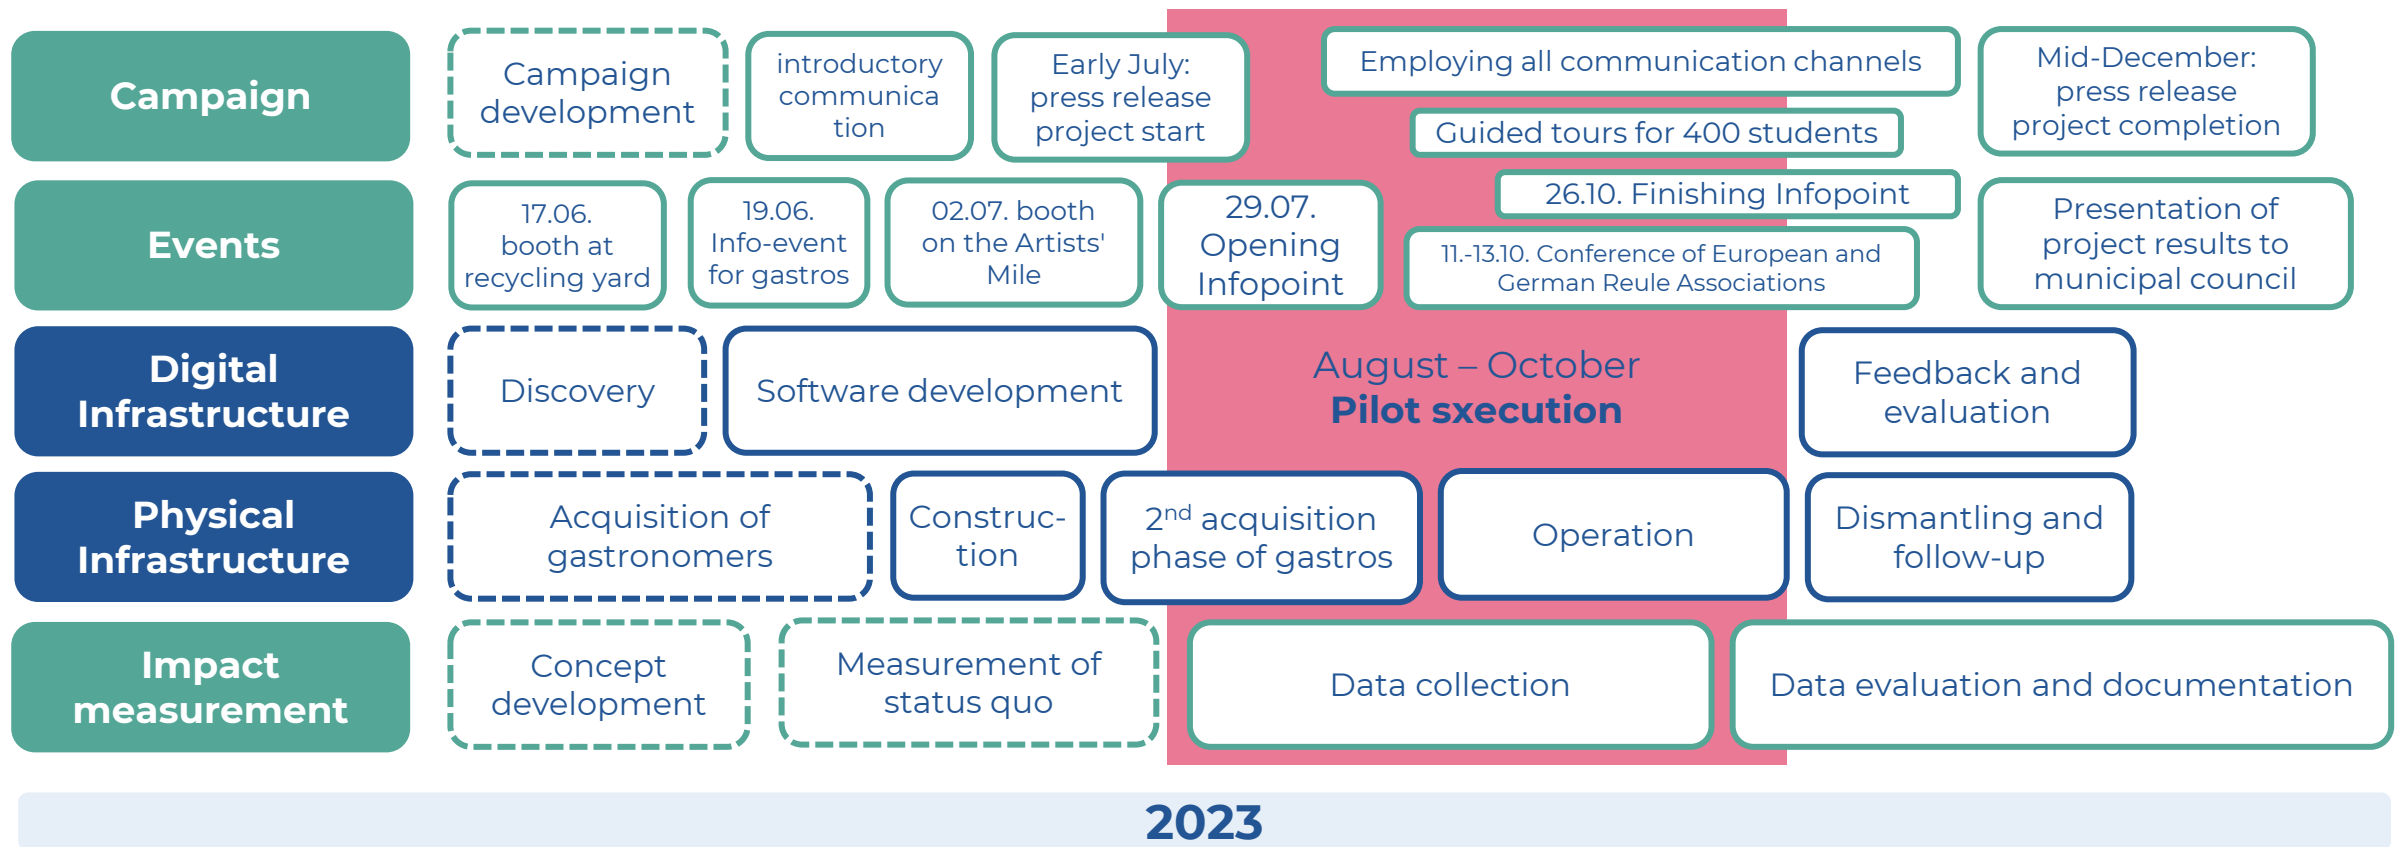 Campaign
Campaign
development
introductory
communica
tion
Early July:
press release
project start
Employing all communication channels
Guided tours for 400 students
Mid-December:
press release
project completion
Events
17.06.
booth at
recycling yard
19.06.
Info-event
for gastros
02.07. booth
on the Artists'
Mile
29.07.
Opening
Infopoint
26.10. Finishing Infopoint
11.-13.10. Conference of European and
German Reule Associations
Presentation of
project results to
municipal council
Digital
Infrastructure
Discovery
Software development
August – October
Pilot sxecution
Feedback and
evaluation
Physical
Infrastructure
Acquisition of
gastronomers
Construc-
tion
2nd acquisition
phase of gastros
Operation
Dismantling and
follow-up
Impact
measurement
Concept
development
Measurement of
status quo
Data collection
Data evaluation and documentation
2023